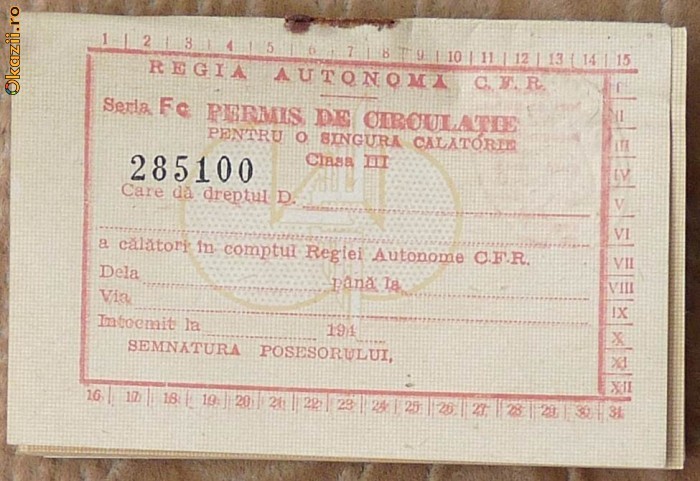 Okazii.ro
1 2 3 4 5 6 7 8 9 10 11 12 13 14 15
REGIA AUTONOMA C.F.R.
Seria Fc PERMIS DE CIRCULAȚIE
PENTRU O SINGURA CALATORIE
285100 Clasa III
Care dă dreptul D.
a călători în comptul Regiei Autonome C.F.R.
Dela până la
Via
Intocmit la 194
SEMNATURA POSESORULUI,
I
II
III
IV
V
VI
VII
VIII
IX
X
XI
XII
16 17 18 19 20 21 22 23 24 25 26 27 28 29 30 31